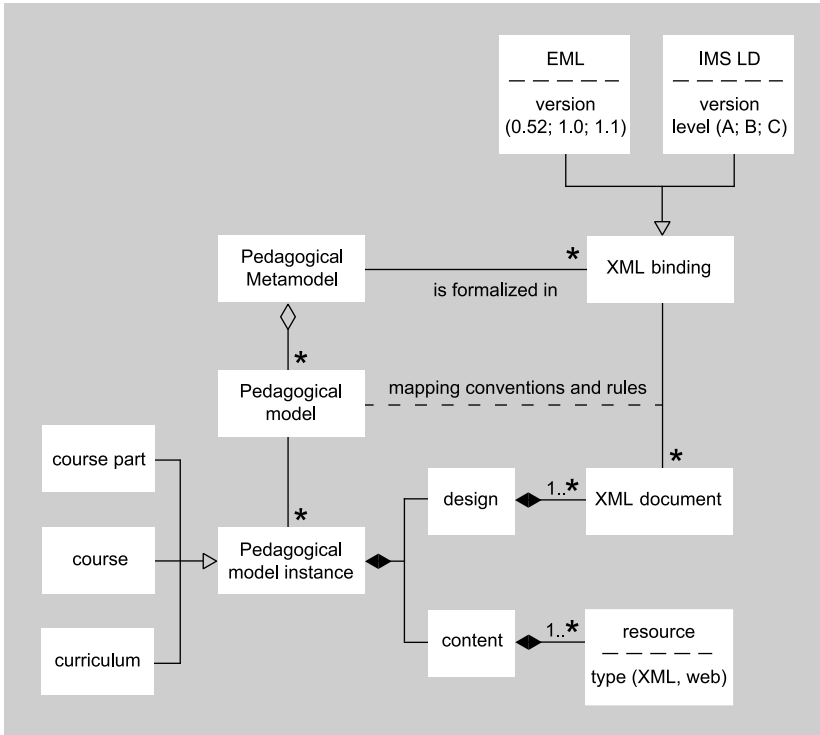 EML
version
(0.52; 1.0; 1.1)
IMS LD
version
level (A; B; C)
Pedagogical
Metamodel
*
is formalized in
XML binding
*
Pedagogical
model
mapping conventions and rules
*
*
course part
course
curriculum
Pedagogical
model instance
design
1..*
XML document
content
1..*
resource
type (XML, web)